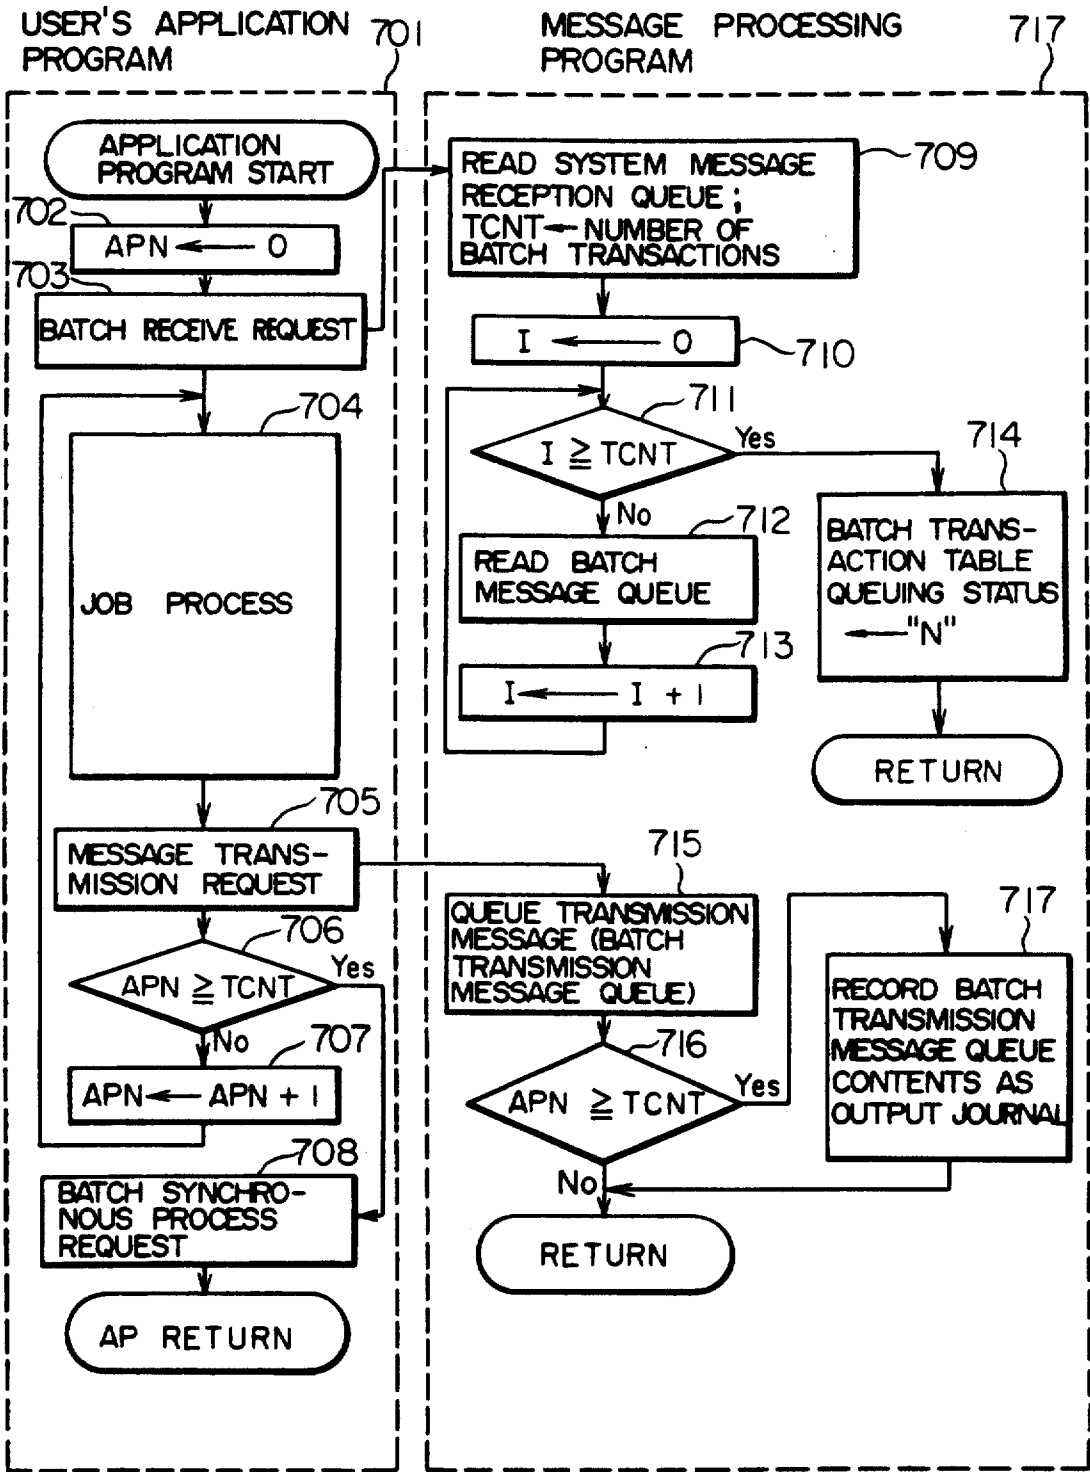 USER'S APPLICATION
PROGRAM
701
MESSAGE PROCESSING
PROGRAM
717
APPLICATION
PROGRAM START
702
APN ← 0
703
BATCH RECEIVE REQUEST
704
JOB PROCESS
705
MESSAGE TRANS-
MISSION REQUEST
706
APN ≧ TCNT
Yes
No
707
APN ← APN + 1
708
BATCH SYNCHRO-
NOUS PROCESS
REQUEST
AP RETURN
709
READ SYSTEM MESSAGE
RECEPTION QUEUE ;
TCNT ← NUMBER OF
BATCH TRANSACTIONS
I ← 0
710
711
I ≧ TCNT
Yes
No
712
READ BATCH
MESSAGE QUEUE
713
I ← I + 1
714
BATCH TRANS-
ACTION TABLE
QUEUING STATUS
← "N"
RETURN
715
QUEUE TRANSMISSION
MESSAGE (BATCH
TRANSMISSION
MESSAGE QUEUE)
716
APN ≧ TCNT
Yes
No
717
RECORD BATCH
TRANSMISSION
MESSAGE QUEUE
CONTENTS AS
OUTPUT JOURNAL
RETURN